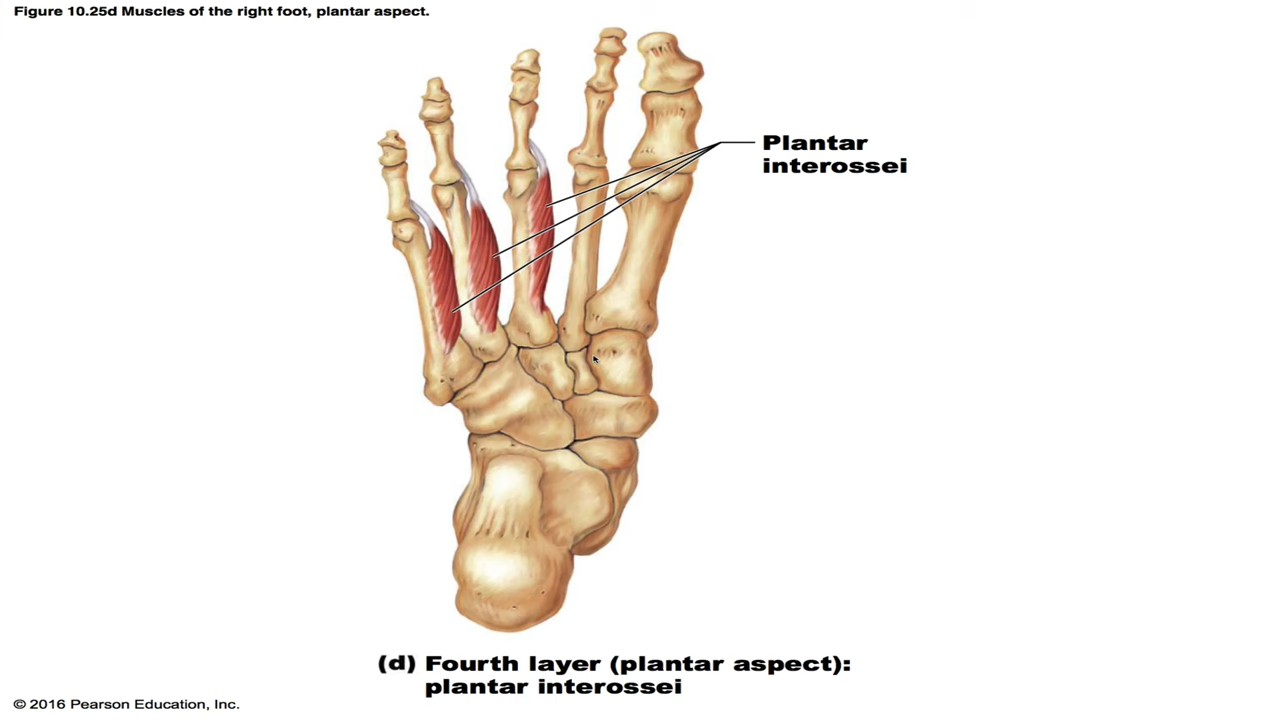 Figure 10.25d Muscles of the right foot, plantar aspect.
Plantar
interossei
(d) Fourth layer (plantar aspect):
plantar interossei
© 2016 Pearson Education, Inc.